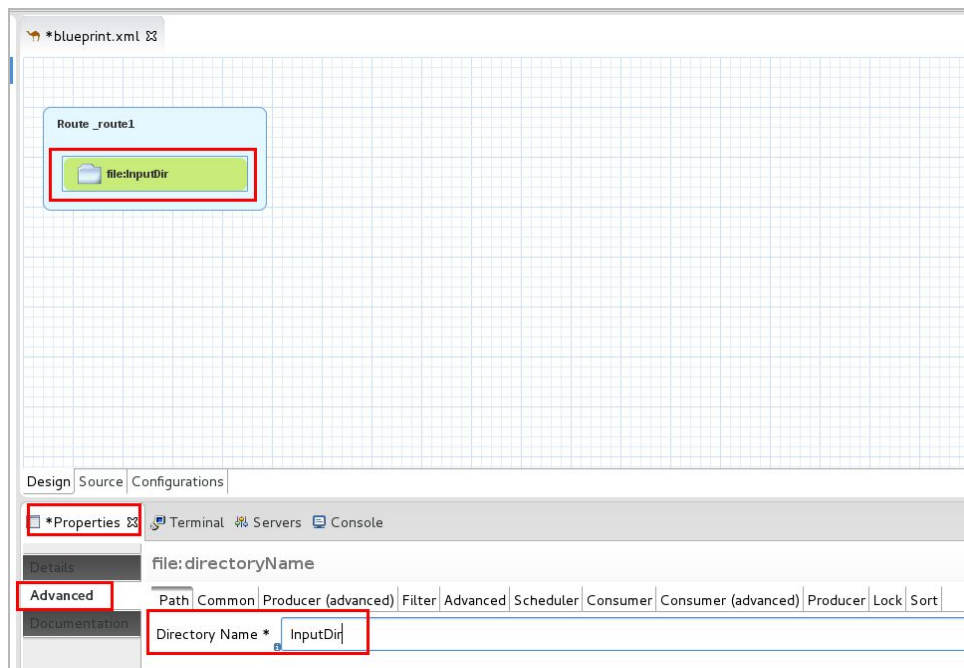 *blueprint.xml
Route _route1
file:InputDir
Design Source Configurations
*Properties Terminal Servers Console
Details
file:directoryName
Advanced
Path Common Producer (advanced) Filter Advanced Scheduler Consumer Consumer (advanced) Producer Lock Sort
Documentation
Directory Name * InputDir